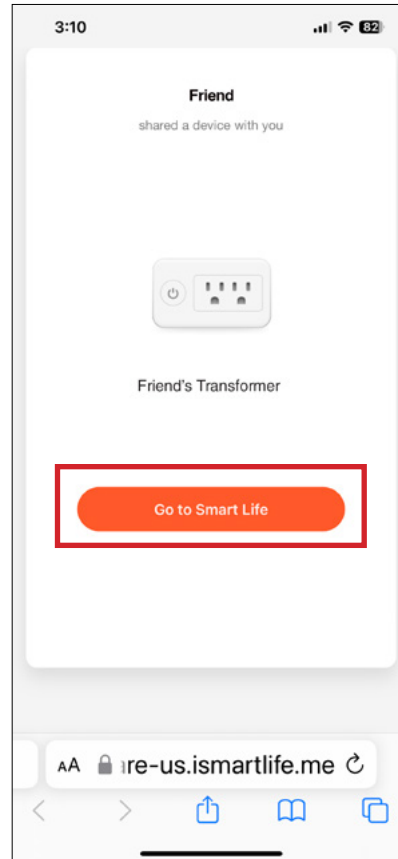 3:10
82
Friend
shared a device with you
Friend's Transformer
Go to Smart Life
AA
re-us.ismartlife.me